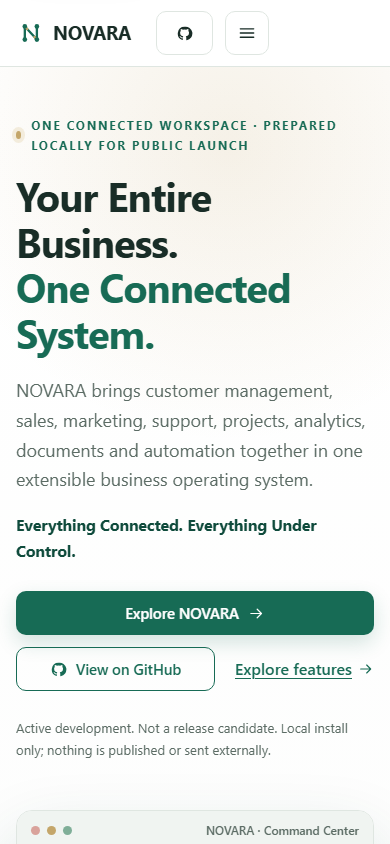 NOVARA
ONE CONNECTED WORKSPACE · PREPARED
LOCALLY FOR PUBLIC LAUNCH
Your Entire
Business.
One Connected
System.
NOVARA brings customer management,
sales, marketing, support, projects, analytics,
documents and automation together in one
extensible business operating system.
Everything Connected. Everything Under
Control.
Explore NOVARA →
View on GitHub
Explore features →
Active development. Not a release candidate. Local install
only; nothing is published or sent externally.
NOVARA · Command Center